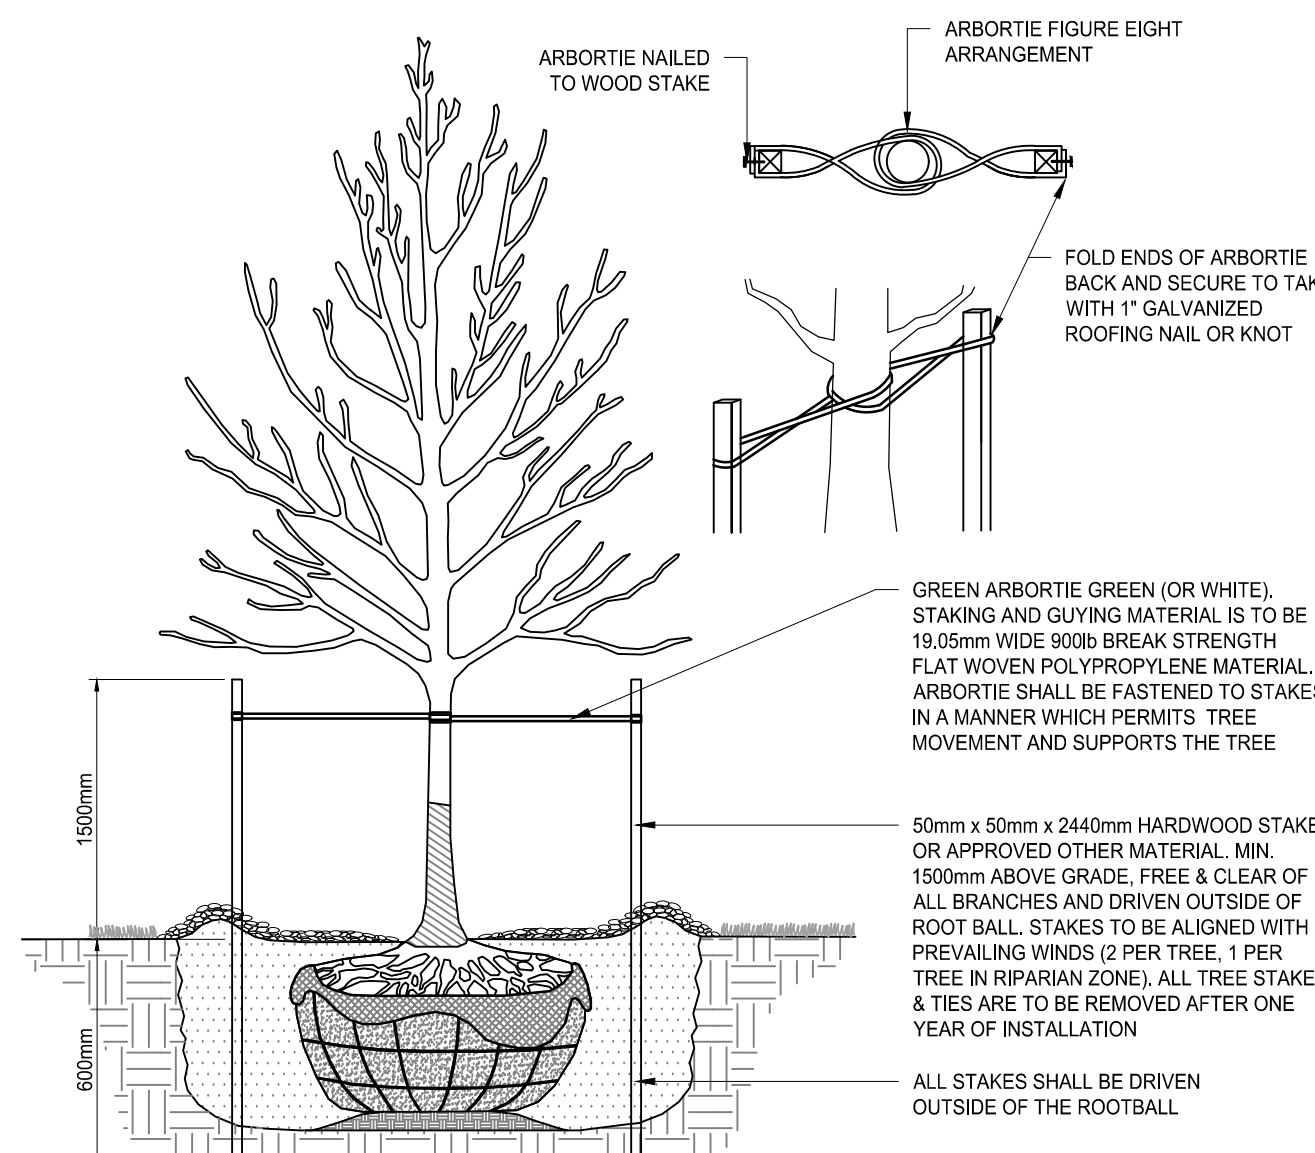 ARBORTIE NAILED
TO WOOD STAKE
ARBORTIE FIGURE EIGHT
ARRANGEMENT
FOLD ENDS OF ARBORTIE
BACK AND SECURE TO TAK
WITH 1" GALVANIZED
ROOFING NAIL OR KNOT
GREEN ARBORTIE GREEN (OR WHITE).
STAKING AND GUYING MATERIAL IS TO BE
19.05mm WIDE 900lb BREAK STRENGTH
FLAT WOVEN POLYPROPYLENE MATERIAL.
ARBORTIE SHALL BE FASTENED TO STAKES
IN A MANNER WHICH PERMITS TREE
MOVEMENT AND SUPPORTS THE TREE
1500mm
50mm x 50mm x 2440mm HARDWOOD STAKE
OR APPROVED OTHER MATERIAL. MIN.
1500mm ABOVE GRADE, FREE & CLEAR OF
ALL BRANCHES AND DRIVEN OUTSIDE OF
ROOT BALL. STAKES TO BE ALIGNED WITH
PREVAILING WINDS (2 PER TREE, 1 PER
TREE IN RIPARIAN ZONE). ALL TREE STAKE
& TIES ARE TO BE REMOVED AFTER ONE
YEAR OF INSTALLATION
600mm
ALL STAKES SHALL BE DRIVEN
OUTSIDE OF THE ROOTBALL